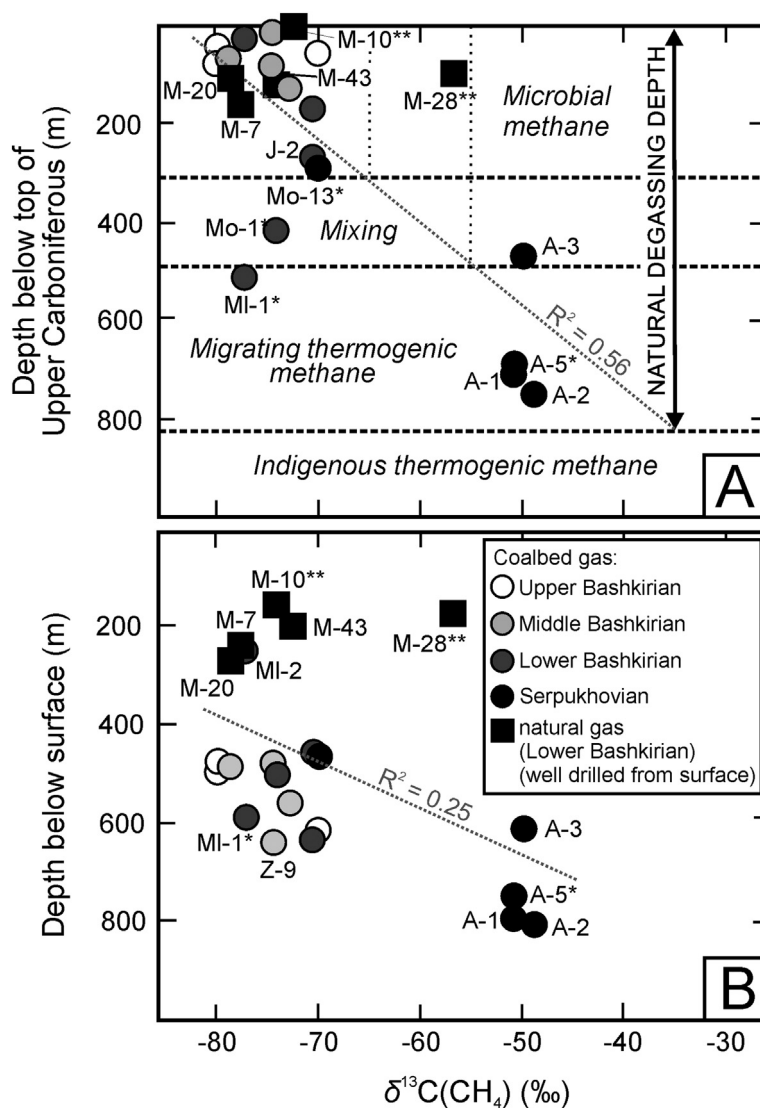 M-10**
M-43
M-20
M-7
M-28**
Microbial
methane
200
J-2
Mo-13*
Mo-1*
Mixing
A-3
400
Ml-1*
600
Migrating thermogenic
methane
R² = 0.56
A-5*
A-1
A-2
800
Indigenous thermogenic methane
NATURAL DEGASSING DEPTH
Depth below top of
Upper Carboniferous (m)
A
M-10**
M-7
M-43
M-28**
200
M-20
Ml-2
400
R² = 0.25
600
Ml-1*
Z-9
A-3
A-5*
A-1
A-2
800
Depth below surface (m)
Coalbed gas:
Upper Bashkirian
Middle Bashkirian
Lower Bashkirian
Serpukhovian
natural gas
(Lower Bashkirian)
(well drilled from surface)
B
-80 -70 -60 -50 -40 -30
δ¹³C(CH₄) (‰)